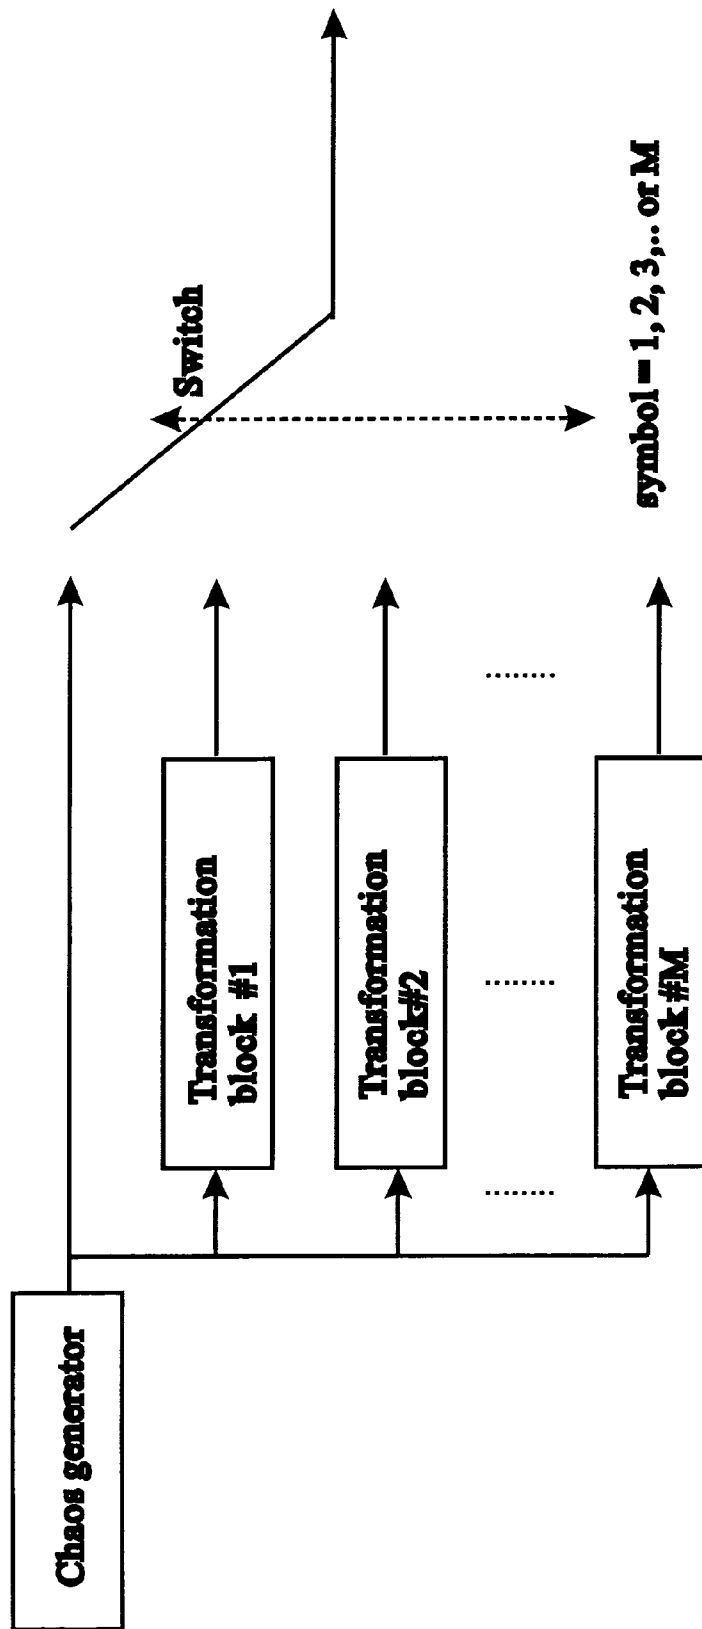 Chaos generator
Transformation
block #1
Transformation
block#2
Transformation
block #M
Switch
symbol = 1, 2, 3,.. or M